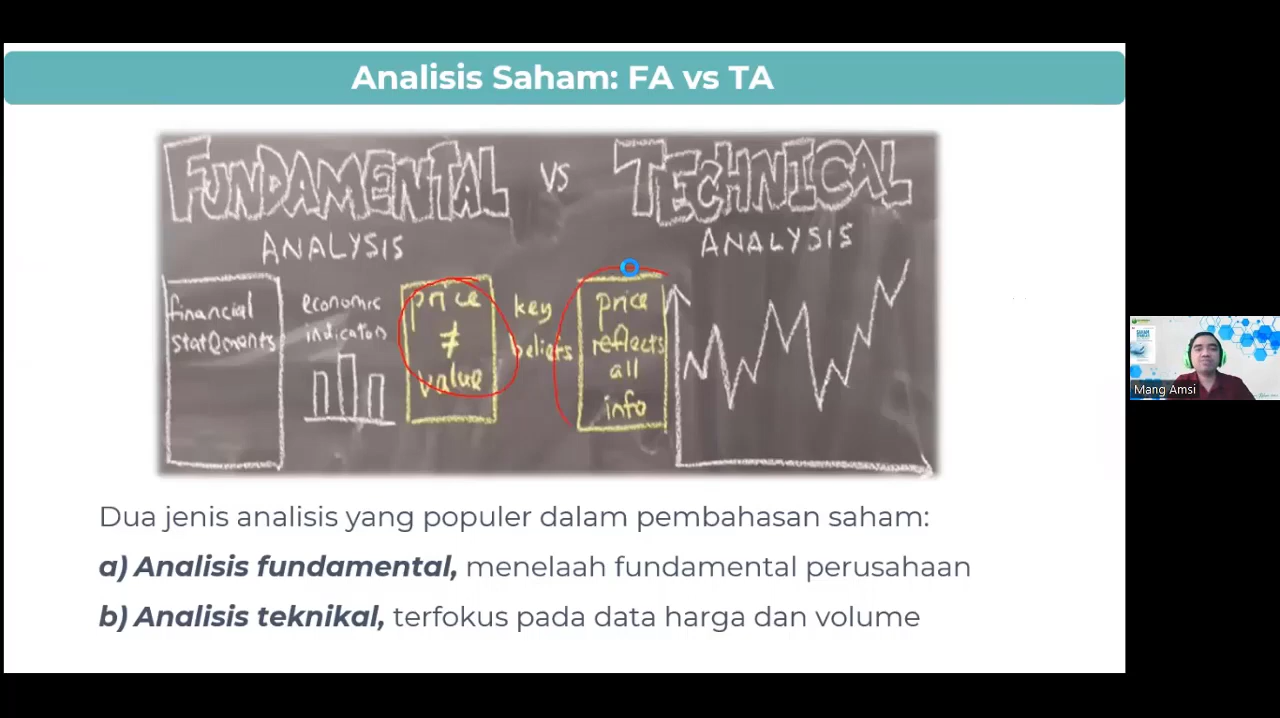 Analisis Saham: FA vs TA
FUNDAMENTAL vs TECHNICAL
ANALYSIS
ANALYSIS
financial
statements
economic
indicators
price
≠
value
key
beliefs
price
reflects
all
info
Dua jenis analisis yang populer dalam pembahasan saham:
a) Analisis fundamental, menelaah fundamental perusahaan
b) Analisis teknikal, terfokus pada data harga dan volume
Mang Amsi